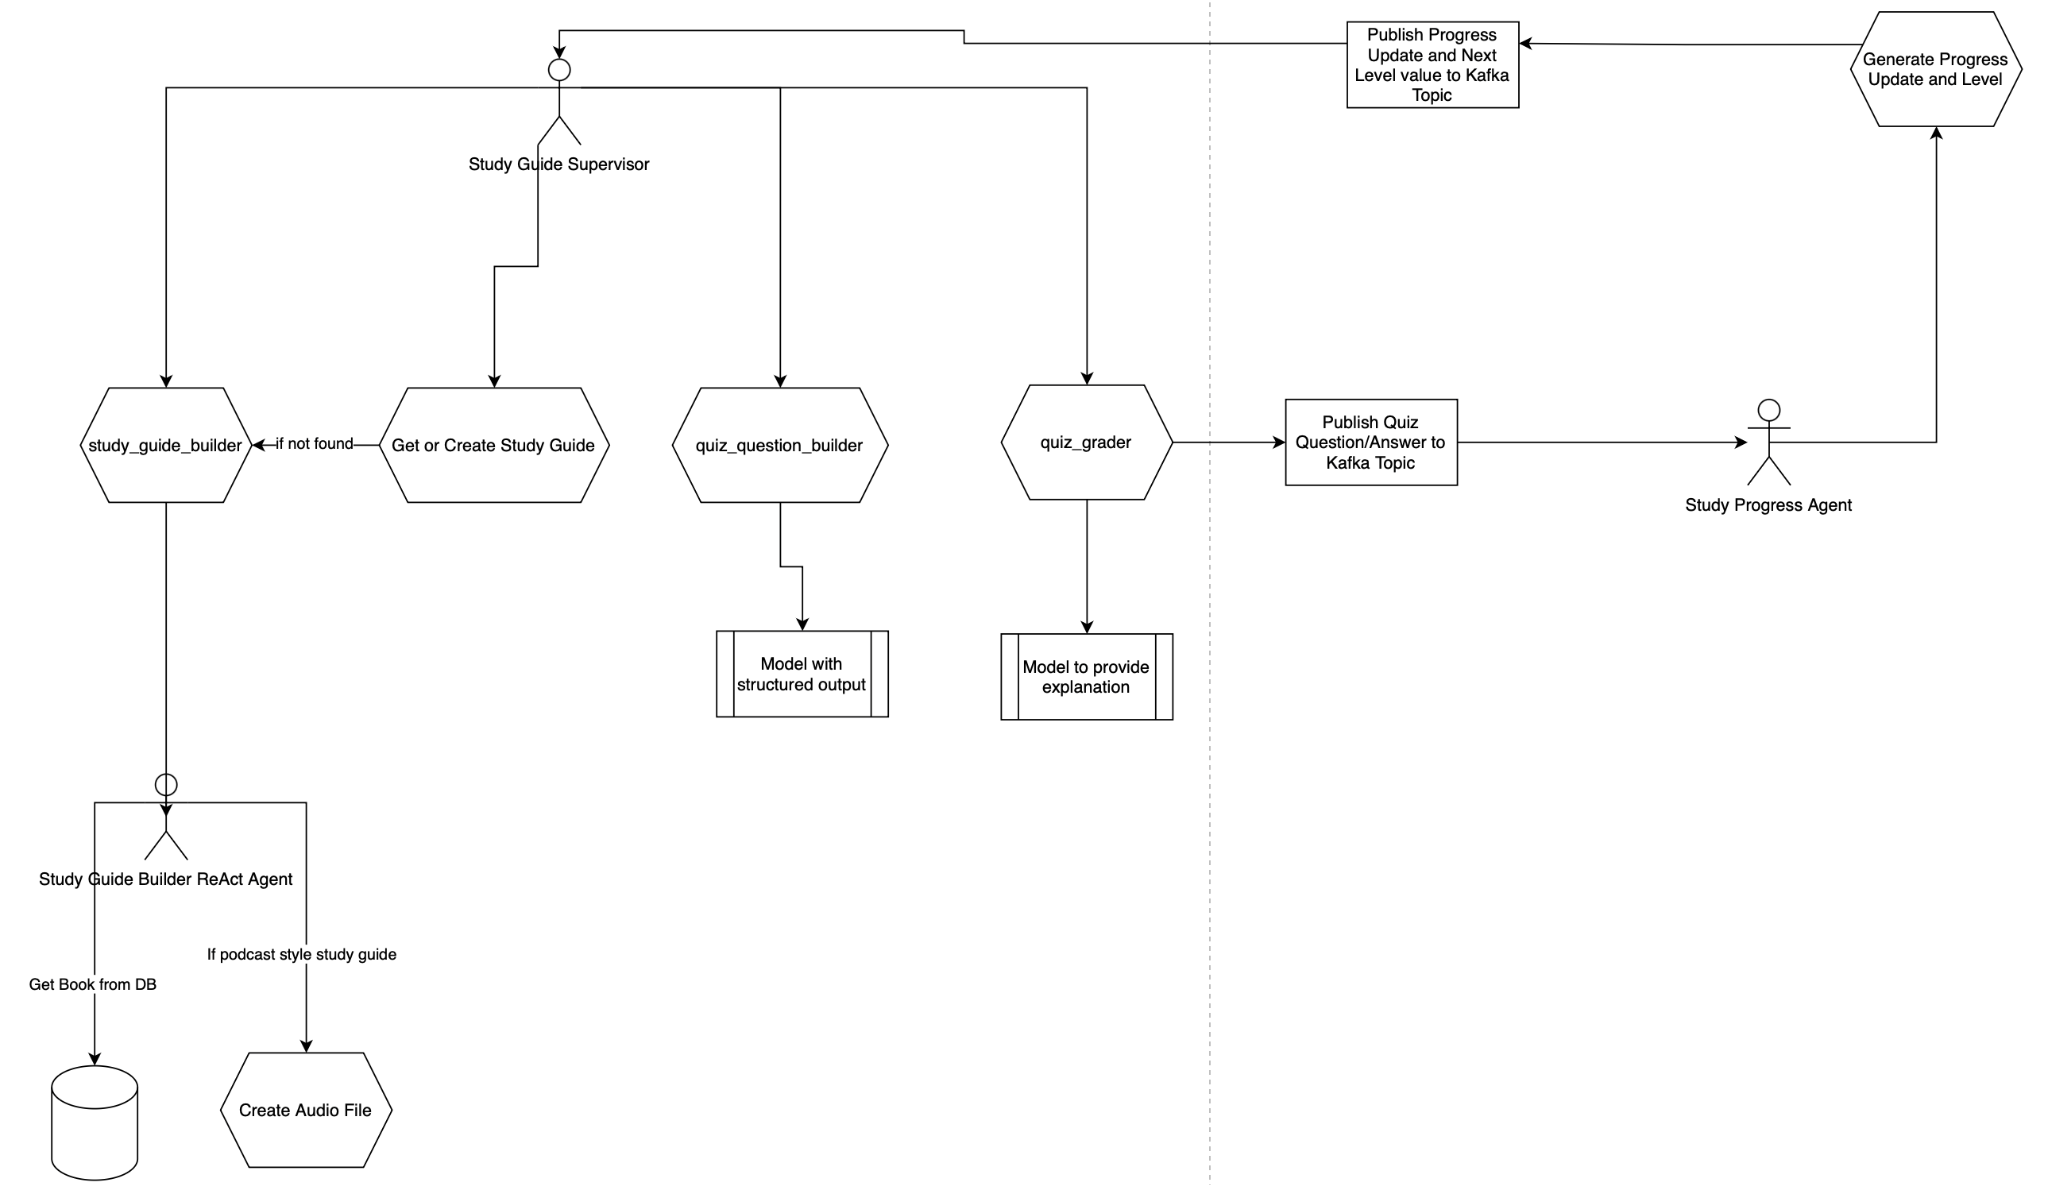 Publish Progress
Update and Next
Level value to Kafka
Topic
Generate Progress
Update and Level
Study Guide Supervisor
study_guide_builder
if not found
Get or Create Study Guide
quiz_question_builder
quiz_grader
Publish Quiz
Question/Answer to
Kafka Topic
Study Progress Agent
Model with
structured output
Model to provide
explanation
Study Guide Builder ReAct Agent
If podcast style study guide
Get Book from DB
Create Audio File